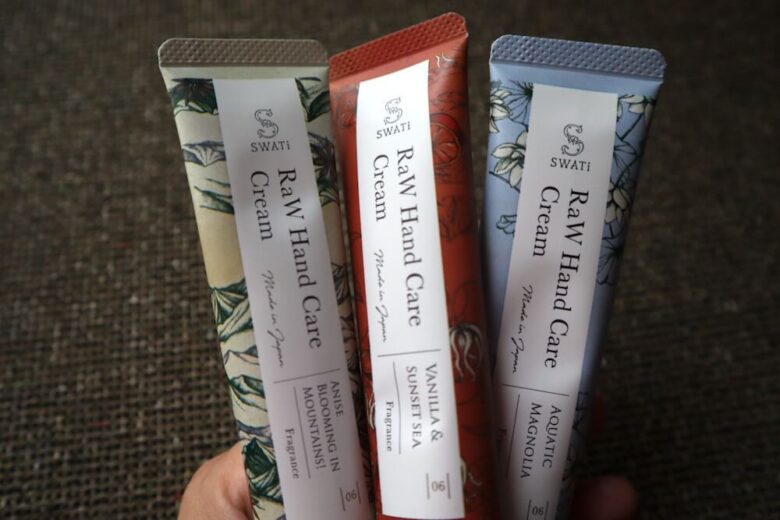 SWATi
RaW Hand Care
Cream
Made in Japan
ANISE
BLOOMING IN
MOUNTAINS!
Fragrance
06
SWATi
RaW Hand Care
Cream
Made in Japan
VANILLA &
SUNSET SEA
Fragrance
06
SWATi
RaW Hand Care
Cream
Made in Japan
AQUATIC
MAGNOLIA
06